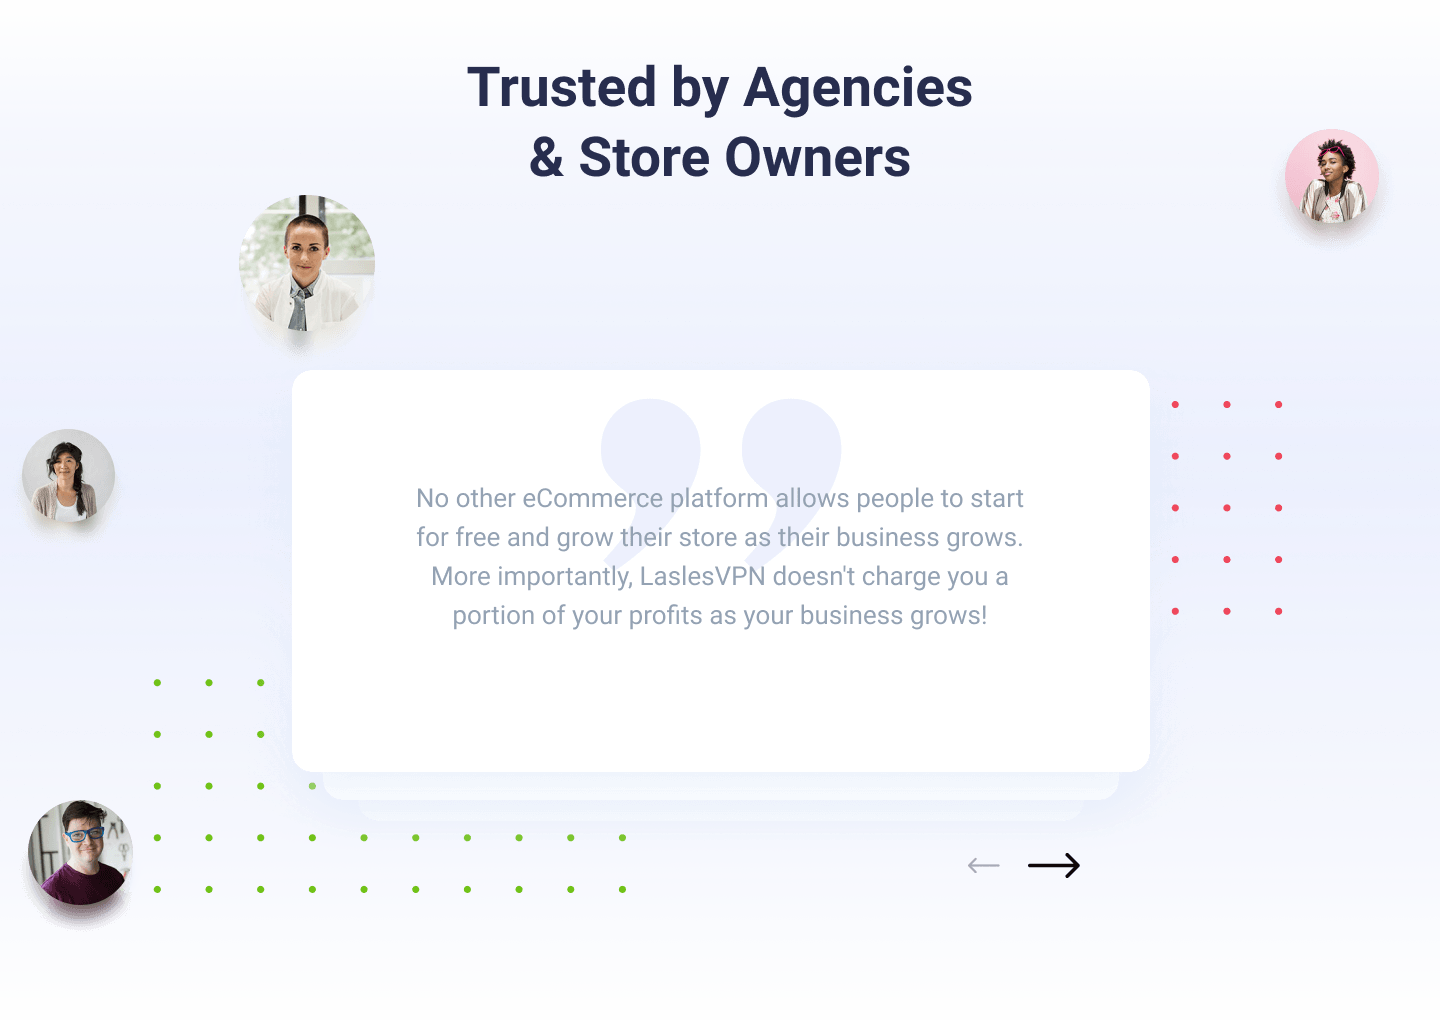 Trusted by Agencies
& Store Owners
No other eCommerce platform allows people to start
for free and grow their store as their business grows.
More importantly, LaslesVPN doesn't charge you a
portion of your profits as your business grows!